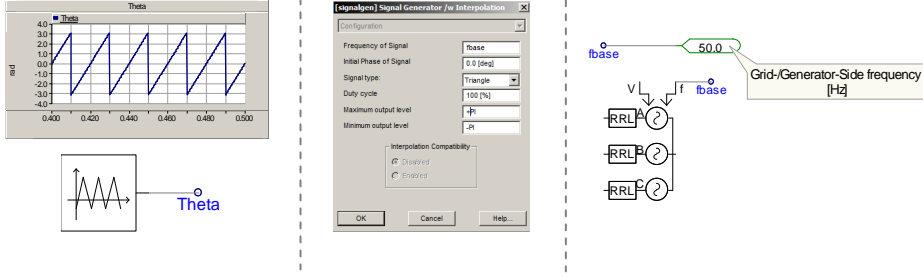 Theta
Theta
4.0
3.0
2.0
1.0
0.0
-1.0
-2.0
-3.0
-4.0
rad
0.400
0.420
0.440
0.460
0.480
0.500
Theta
[signalgen] Signal Generator /w Interpolation
Configuration
Frequency of Signal fbase
Initial Phase of Signal 0.0 [deg]
Signal type: Triangle
Duty cycle 100 [%]
Maximum output level +PI
Minimum output level -PI
Interpolation Compatibility
Disabled
Enabled
OK Cancel Help...
fbase
50.0
Grid-/Generator-Side frequency
[Hz]
V f fbase
RRL A
RRL B
RRL C